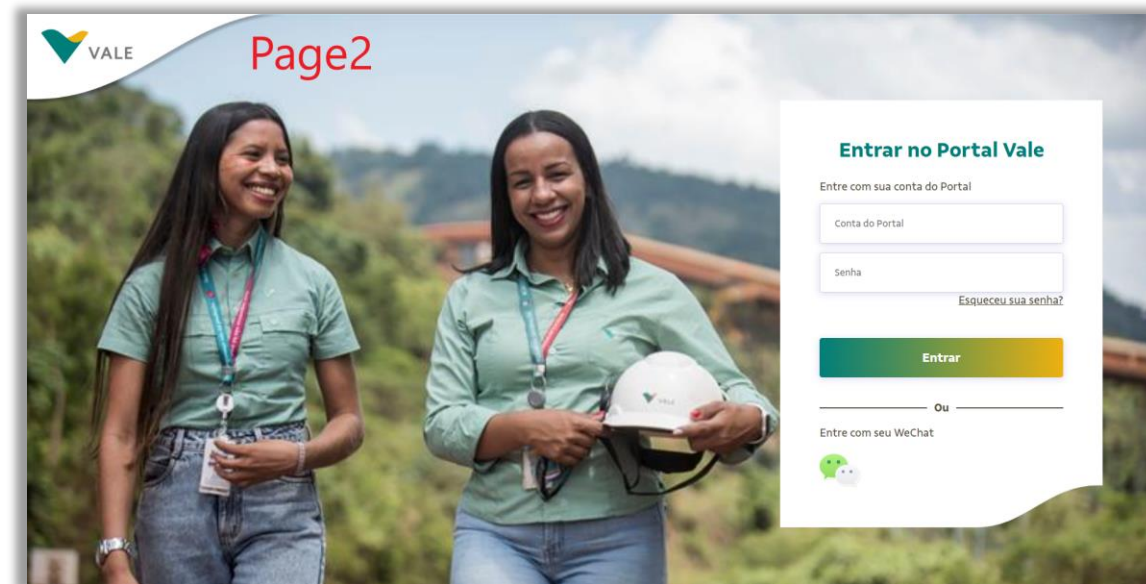 VALE
Page2
Entrar no Portal Vale
Entre com sua conta do Portal
Conta do Portal
Senha
Esqueceu sua senha?
Entrar
Ou
Entre com seu WeChat
VALE